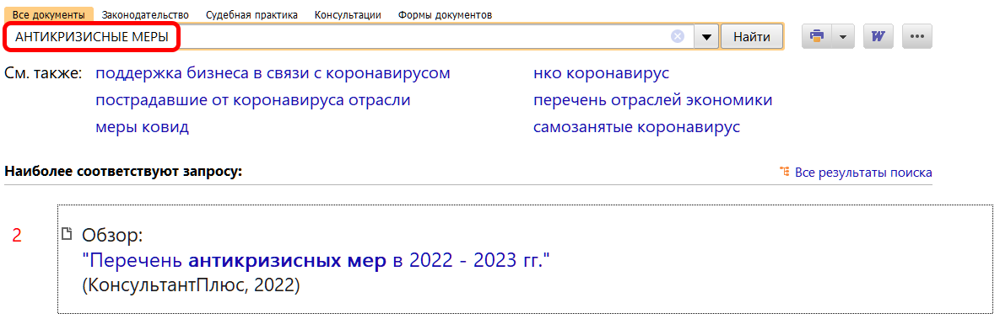 Все документы Законодательство Судебная практика Консультации Формы документов
АНТИКРИЗИСНЫЕ МЕРЫ Найти W
См. также: поддержка бизнеса в связи с коронавирусом нко коронавирус
пострадавшие от коронавируса отрасли перечень отраслей экономики
меры ковид самозанятые коронавирус
Наиболее соответствуют запросу: Все результаты поиска
2 Обзор:
"Перечень антикризисных мер в 2022 - 2023 гг."
(КонсультантПлюс, 2022)